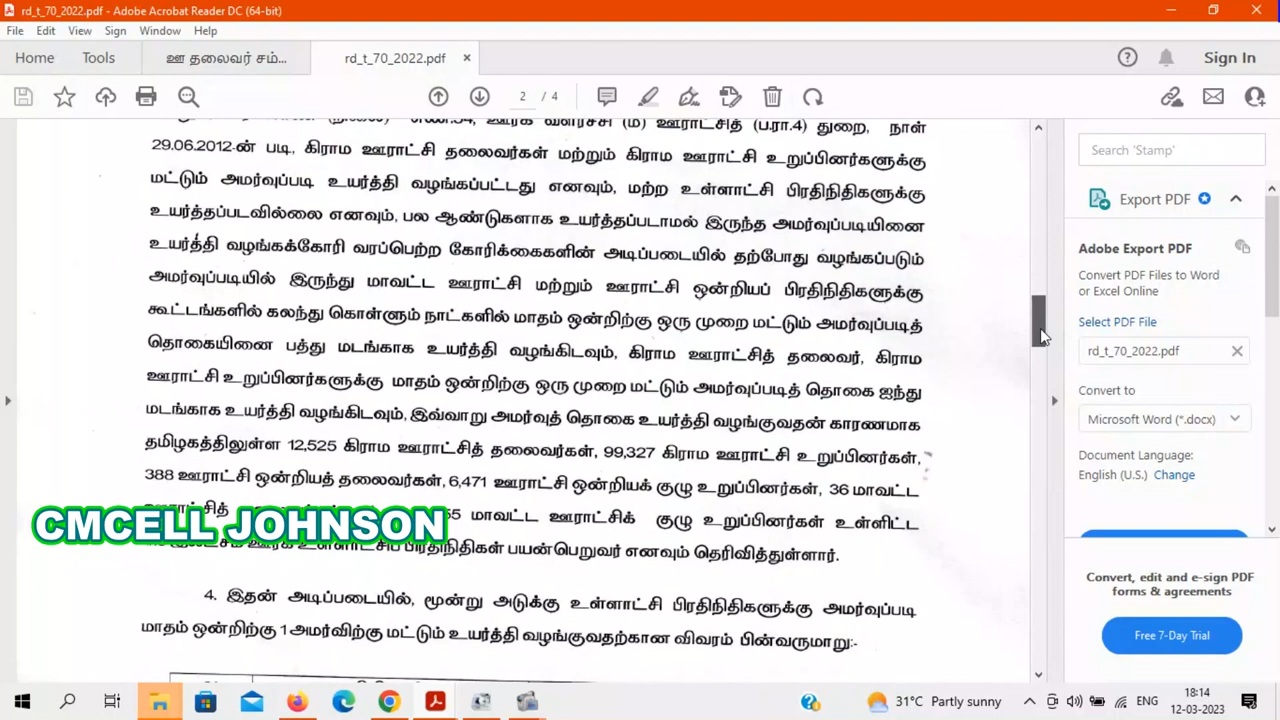 rd_t_70_2022.pdf - Adobe Acrobat Reader DC (64-bit)
File Edit View Sign Window Help
Home Tools ஊ தலைவர் சம்... rd_t_70_2022.pdf × Sign In
2 / 4
ஊரக வளர்ச்சி (ம) ஊராட்சித் (ப.ரா.4) துறை, நாள்
29.06.2012-ன் படி, கிராம ஊராட்சி தலைவர்கள் மற்றும் கிராம ஊராட்சி உறுப்பினர்களுக்கு
மட்டும் அமர்வுப்படி உயர்த்தி வழங்கப்பட்டது எனவும், மற்ற உள்ளாட்சி பிரதிநிதிகளுக்கு
உயர்த்தப்படவில்லை எனவும், பல ஆண்டுகளாக உயர்த்தப்படாமல் இருந்த அமர்வுப்படியினை
உயர்த்தி வழங்கக்கோரி வரப்பெற்ற கோரிக்கைகளின் அடிப்படையில் தற்போது வழங்கப்படும்
அமர்வுப்படியில் இருந்து மாவட்ட ஊராட்சி மற்றும் ஊராட்சி ஒன்றியப் பிரதிநிதிகளுக்கு
கூட்டங்களில் கலந்து கொள்ளும் நாட்களில் மாதம் ஒன்றிற்கு ஒரு முறை மட்டும் அமர்வுப்படித்
தொகையினை பத்து மடங்காக உயர்த்தி வழங்கிடவும், கிராம ஊராட்சித் தலைவர், கிராம
ஊராட்சி உறுப்பினர்களுக்கு மாதம் ஒன்றிற்கு ஒரு முறை மட்டும் அமர்வுப்படித் தொகை ஐந்து
மடங்காக உயர்த்தி வழங்கிடவும், இவ்வாறு அமர்வுத் தொகை உயர்த்தி வழங்குவதன் காரணமாக
தமிழகத்திலுள்ள 12,525 கிராம ஊராட்சித் தலைவர்கள், 99,327 கிராம ஊராட்சி உறுப்பினர்கள்,
388 ஊராட்சி ஒன்றியத் தலைவர்கள், 6,471 ஊராட்சி ஒன்றியக் குழு உறுப்பினர்கள், 36 மாவட்ட
மாவட்ட ஊராட்சிக் குழு உறுப்பினர்கள் உள்ளிட்ட
பிரதிநிதிகள் பயன்பெறுவர் எனவும் தெரிவித்துள்ளார்.
CMCELL JOHNSON
4. இதன் அடிப்படையில், மூன்று அடுக்கு உள்ளாட்சி பிரதிநிதிகளுக்கு அமர்வுப்படி
மாதம் ஒன்றிற்கு 1 அமர்விற்கு மட்டும் உயர்த்தி வழங்குவதற்கான விவரம் பின்வருமாறு:-
Search 'Stamp'
Export PDF
Adobe Export PDF
Convert PDF Files to Word
or Excel Online
Select PDF File
rd_t_70_2022.pdf ×
Convert to
Microsoft Word (*.docx)
Document Language:
English (U.S.) Change
Convert, edit and e-sign PDF
forms & agreements
Free 7-Day Trial
31°C Partly sunny ENG 18:14
12-03-2023